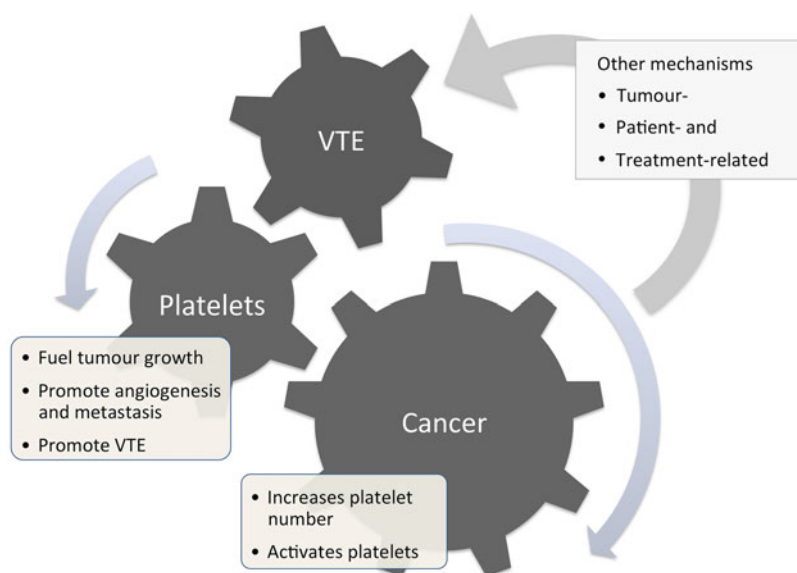 Other mechanisms
• Tumour-
• Patient- and
• Treatment-related
VTE
Platelets
• Fuel tumour growth
• Promote angiogenesis
and metastasis
• Promote VTE
Cancer
• Increases platelet
number
• Activates platelets